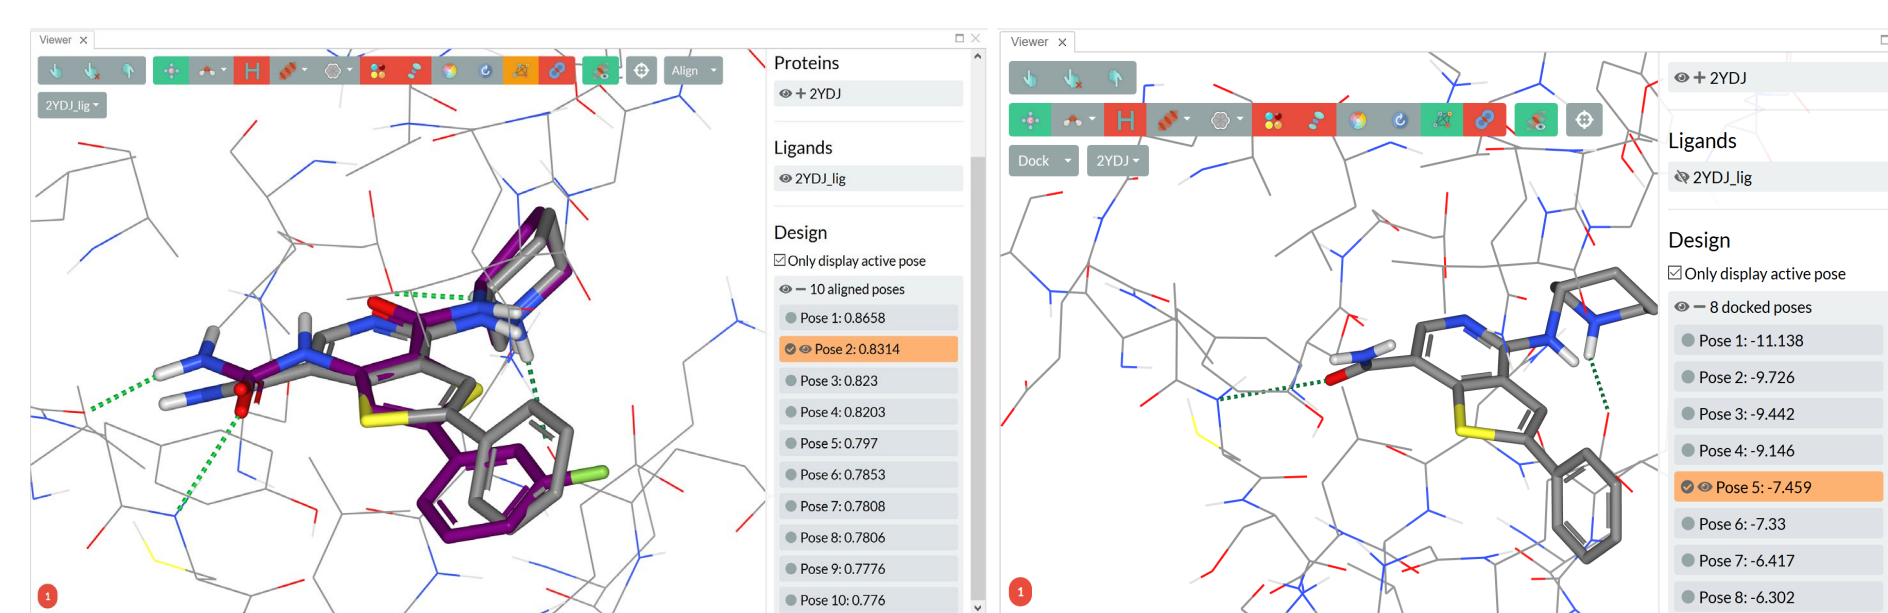 Viewer
Align
2YDJ_lig
Proteins
2YDJ
Ligands
2YDJ_lig
Design
Only display active pose
10 aligned poses
Pose 1: 0.8658
Pose 2: 0.8314
Pose 3: 0.823
Pose 4: 0.8203
Pose 5: 0.797
Pose 6: 0.7853
Pose 7: 0.7808
Pose 8: 0.7806
Pose 9: 0.7776
Pose 10: 0.776
1
Viewer
Dock
2YDJ
2YDJ
Ligands
2YDJ_lig
Design
Only display active pose
8 docked poses
Pose 1: -11.138
Pose 2: -9.726
Pose 3: -9.442
Pose 4: -9.146
Pose 5: -7.459
Pose 6: -7.33
Pose 7: -6.417
Pose 8: -6.302
1